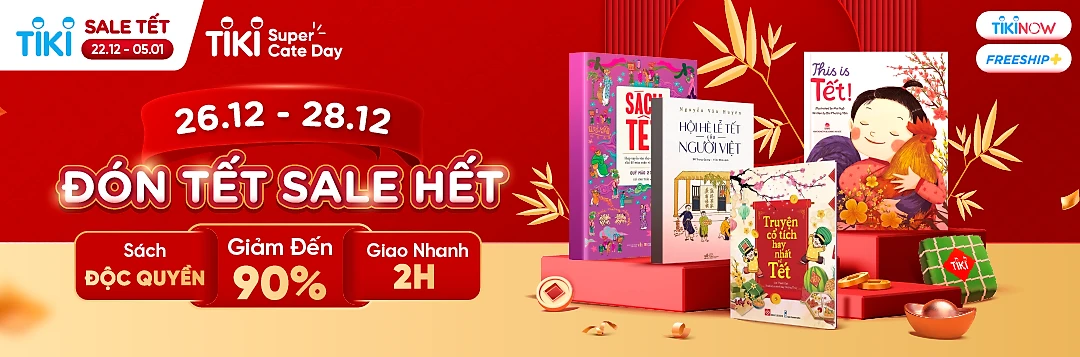 TIKI
SALE TẾT
22.12 - 05.01
TIKI
Super
Cate Day
26.12 - 28.12
ĐÓN TẾT SALE HẾT
Sách
ĐỘC QUYỀN
Giảm Đến
90%
Giao Nhanh
2H
SÁCH
TẾT
Nguyễn Văn Huyên
HỘI HÈ LỄ TẾT
của
NGƯỜI VIỆT
Truyện
cổ tích
hay nhất
về
Tết
This is
Tết!
TIKI
TIKINOW
FREESHIP+